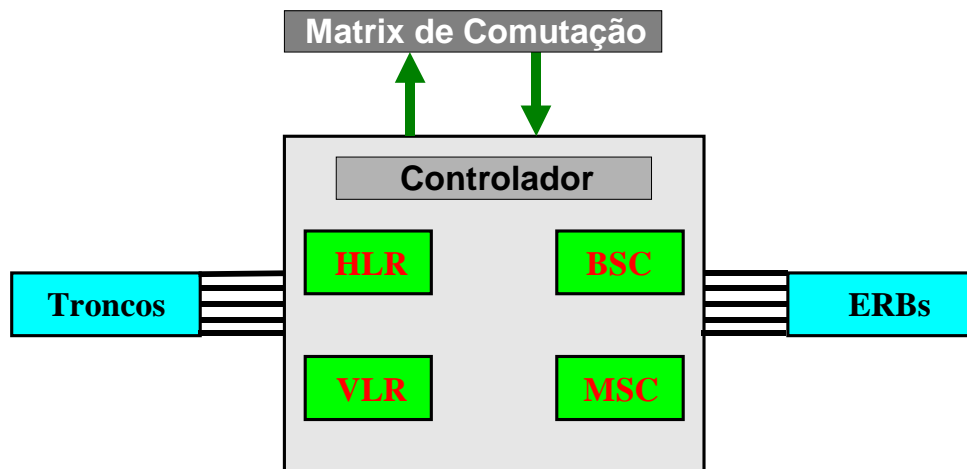 Matrix de Comutação
Controlador
HLR BSC
Troncos ERBs
VLR MSC